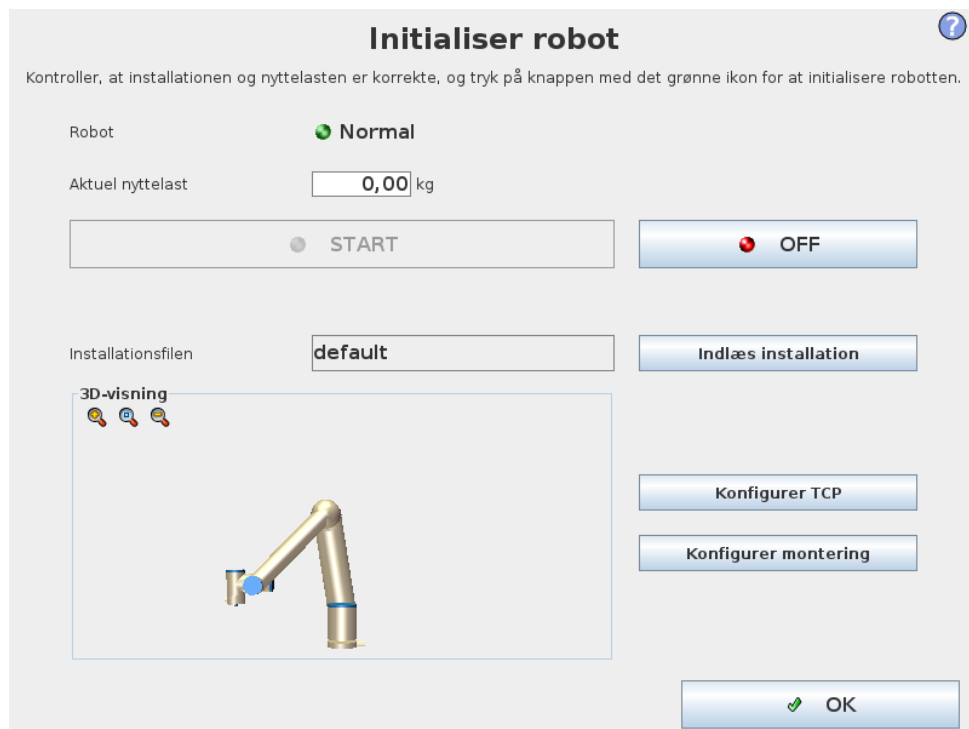 Initialiser robot
?
Kontroller, at installationen og nyttelasten er korrekte, og tryk på knappen med det grønne ikon for at initialisere robotten.
Robot Normal
Aktuel nyttelast 0,00 kg
START OFF
Installationsfilen default Indlæs installation
3D-visning
Konfigurer TCP
Konfigurer montering
OK